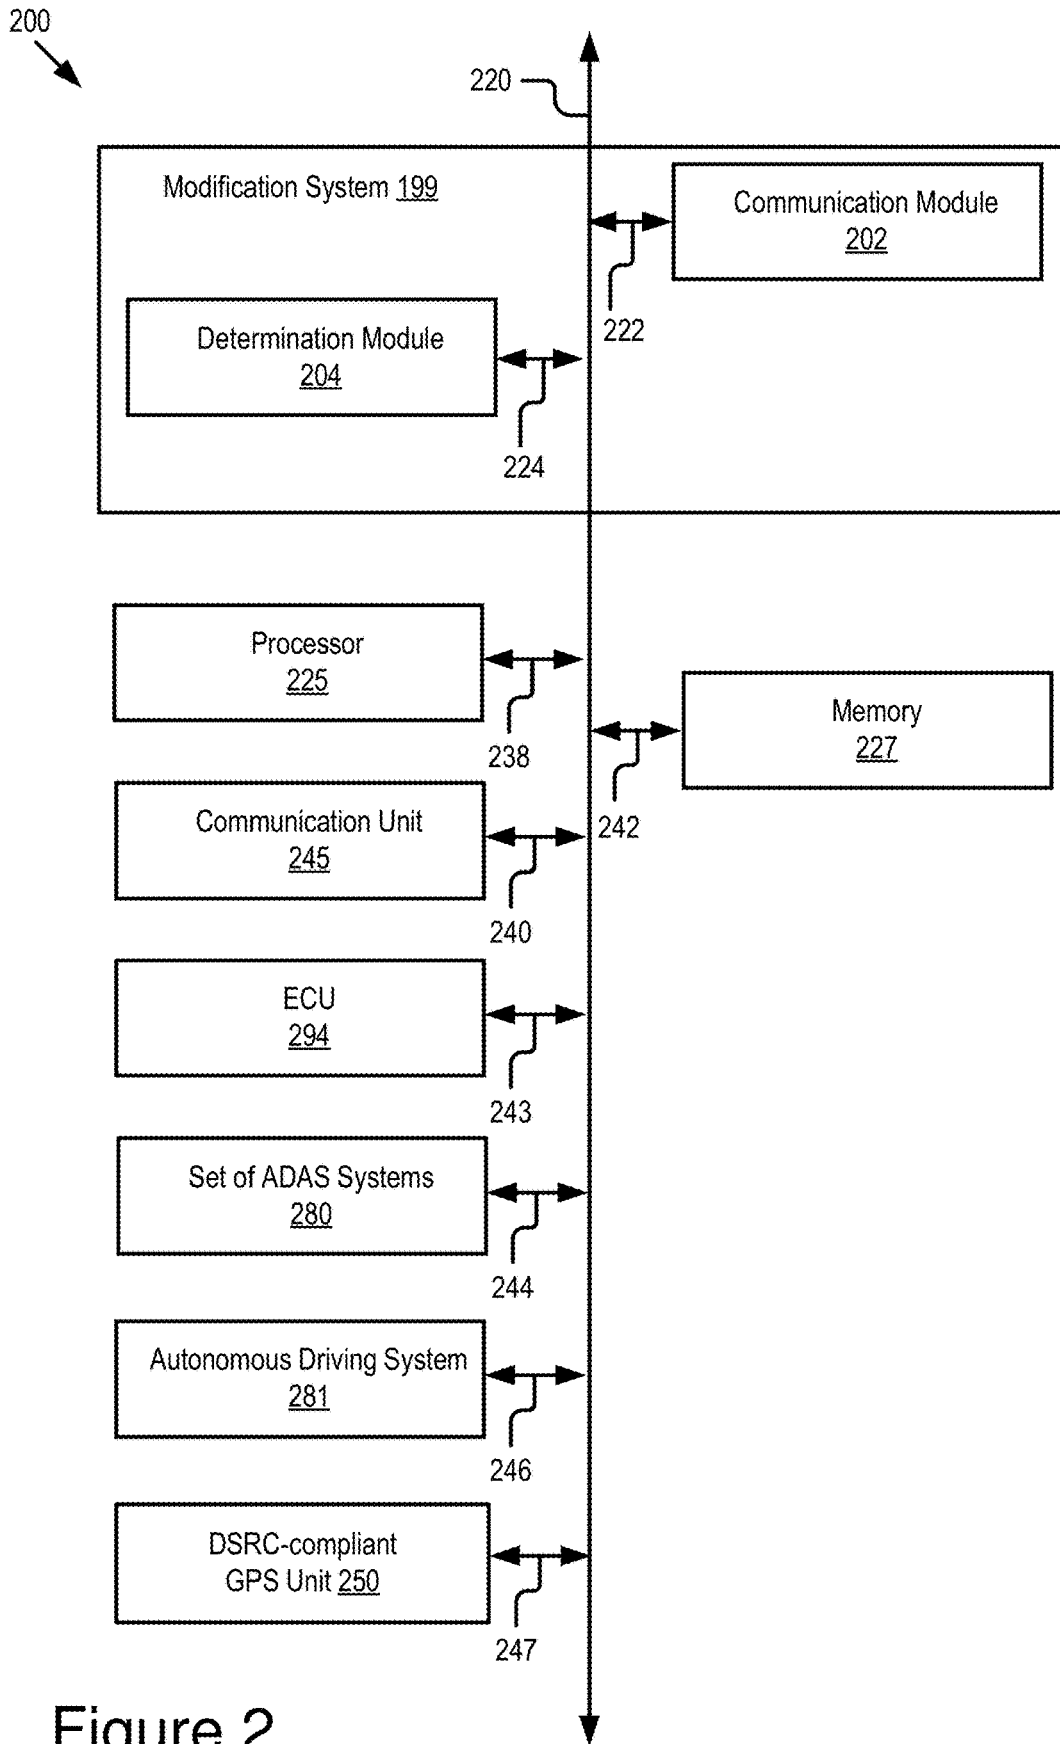 200
220
Modification System 199
Communication Module
202
222
Determination Module
204
224
Processor
225
238
Memory
227
242
Communication Unit
245
240
ECU
294
243
Set of ADAS Systems
280
244
Autonomous Driving System
281
246
DSRC-compliant
GPS Unit 250
247
Figure 2